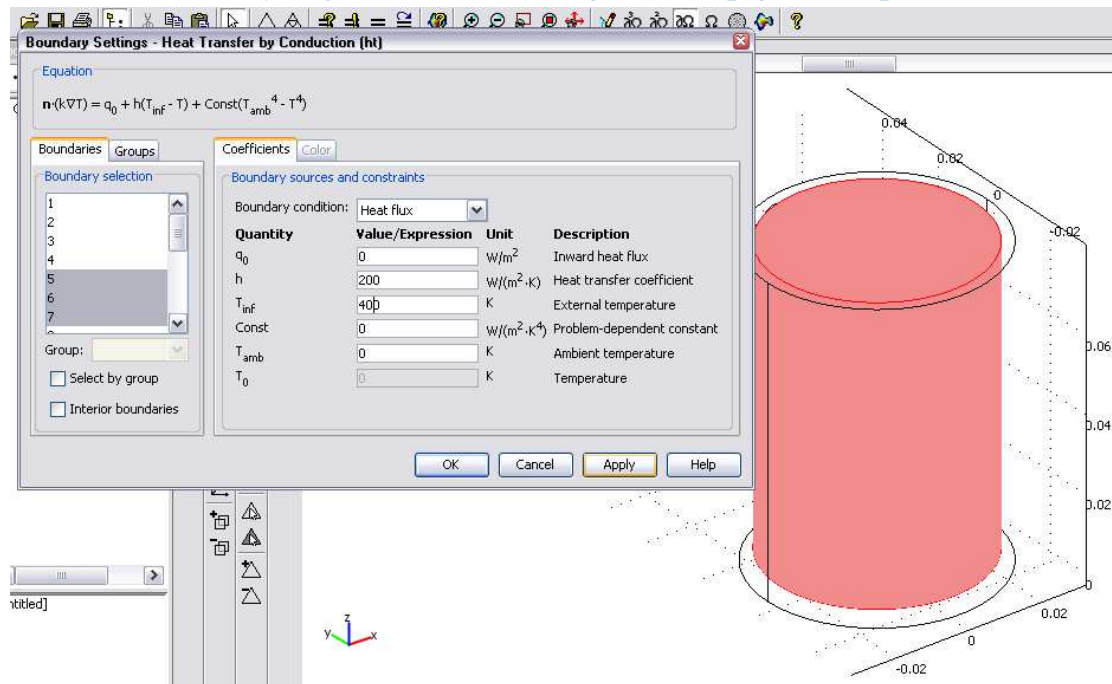 Boundary Settings - Heat Transfer by Conduction (ht)
Equation
n·(k∇T) = q0 + h(Tinf - T) + Const(Tamb^4 - T^4)
Boundaries Groups
Boundary selection
1
2
3
4
5
6
7
Group:
Select by group
Interior boundaries
Coefficients Color
Boundary sources and constraints
Boundary condition: Heat flux
Quantity Value/Expression Unit Description
q0 0 W/m² Inward heat flux
h 200 W/(m²·K) Heat transfer coefficient
Tinf 400 K External temperature
Const 0 W/(m²·K⁴) Problem-dependent constant
Tamb 0 K Ambient temperature
T0 0 K Temperature
OK Cancel Apply Help
0.04
0.02
0
-0.02
0.06
0.04
0.02
0
0.02
0
-0.02
ntitled]
z
y x